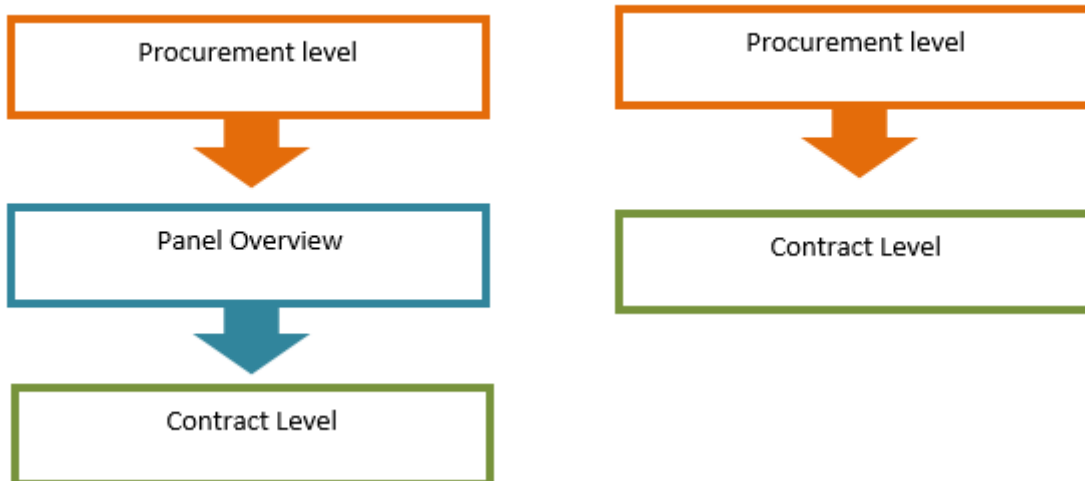 Procurement level
Panel Overview
Contract Level
Procurement level
Contract Level